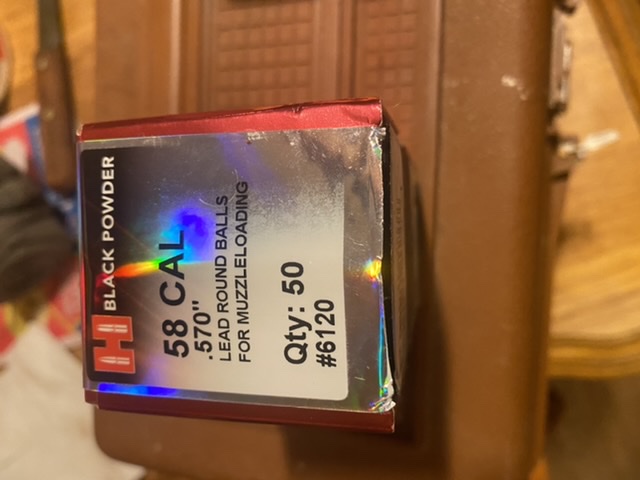 H BLACK POWDER
58 CAL
.570"
LEAD ROUND BALLS
FOR MUZZLELOADING
Qty: 50
#6120